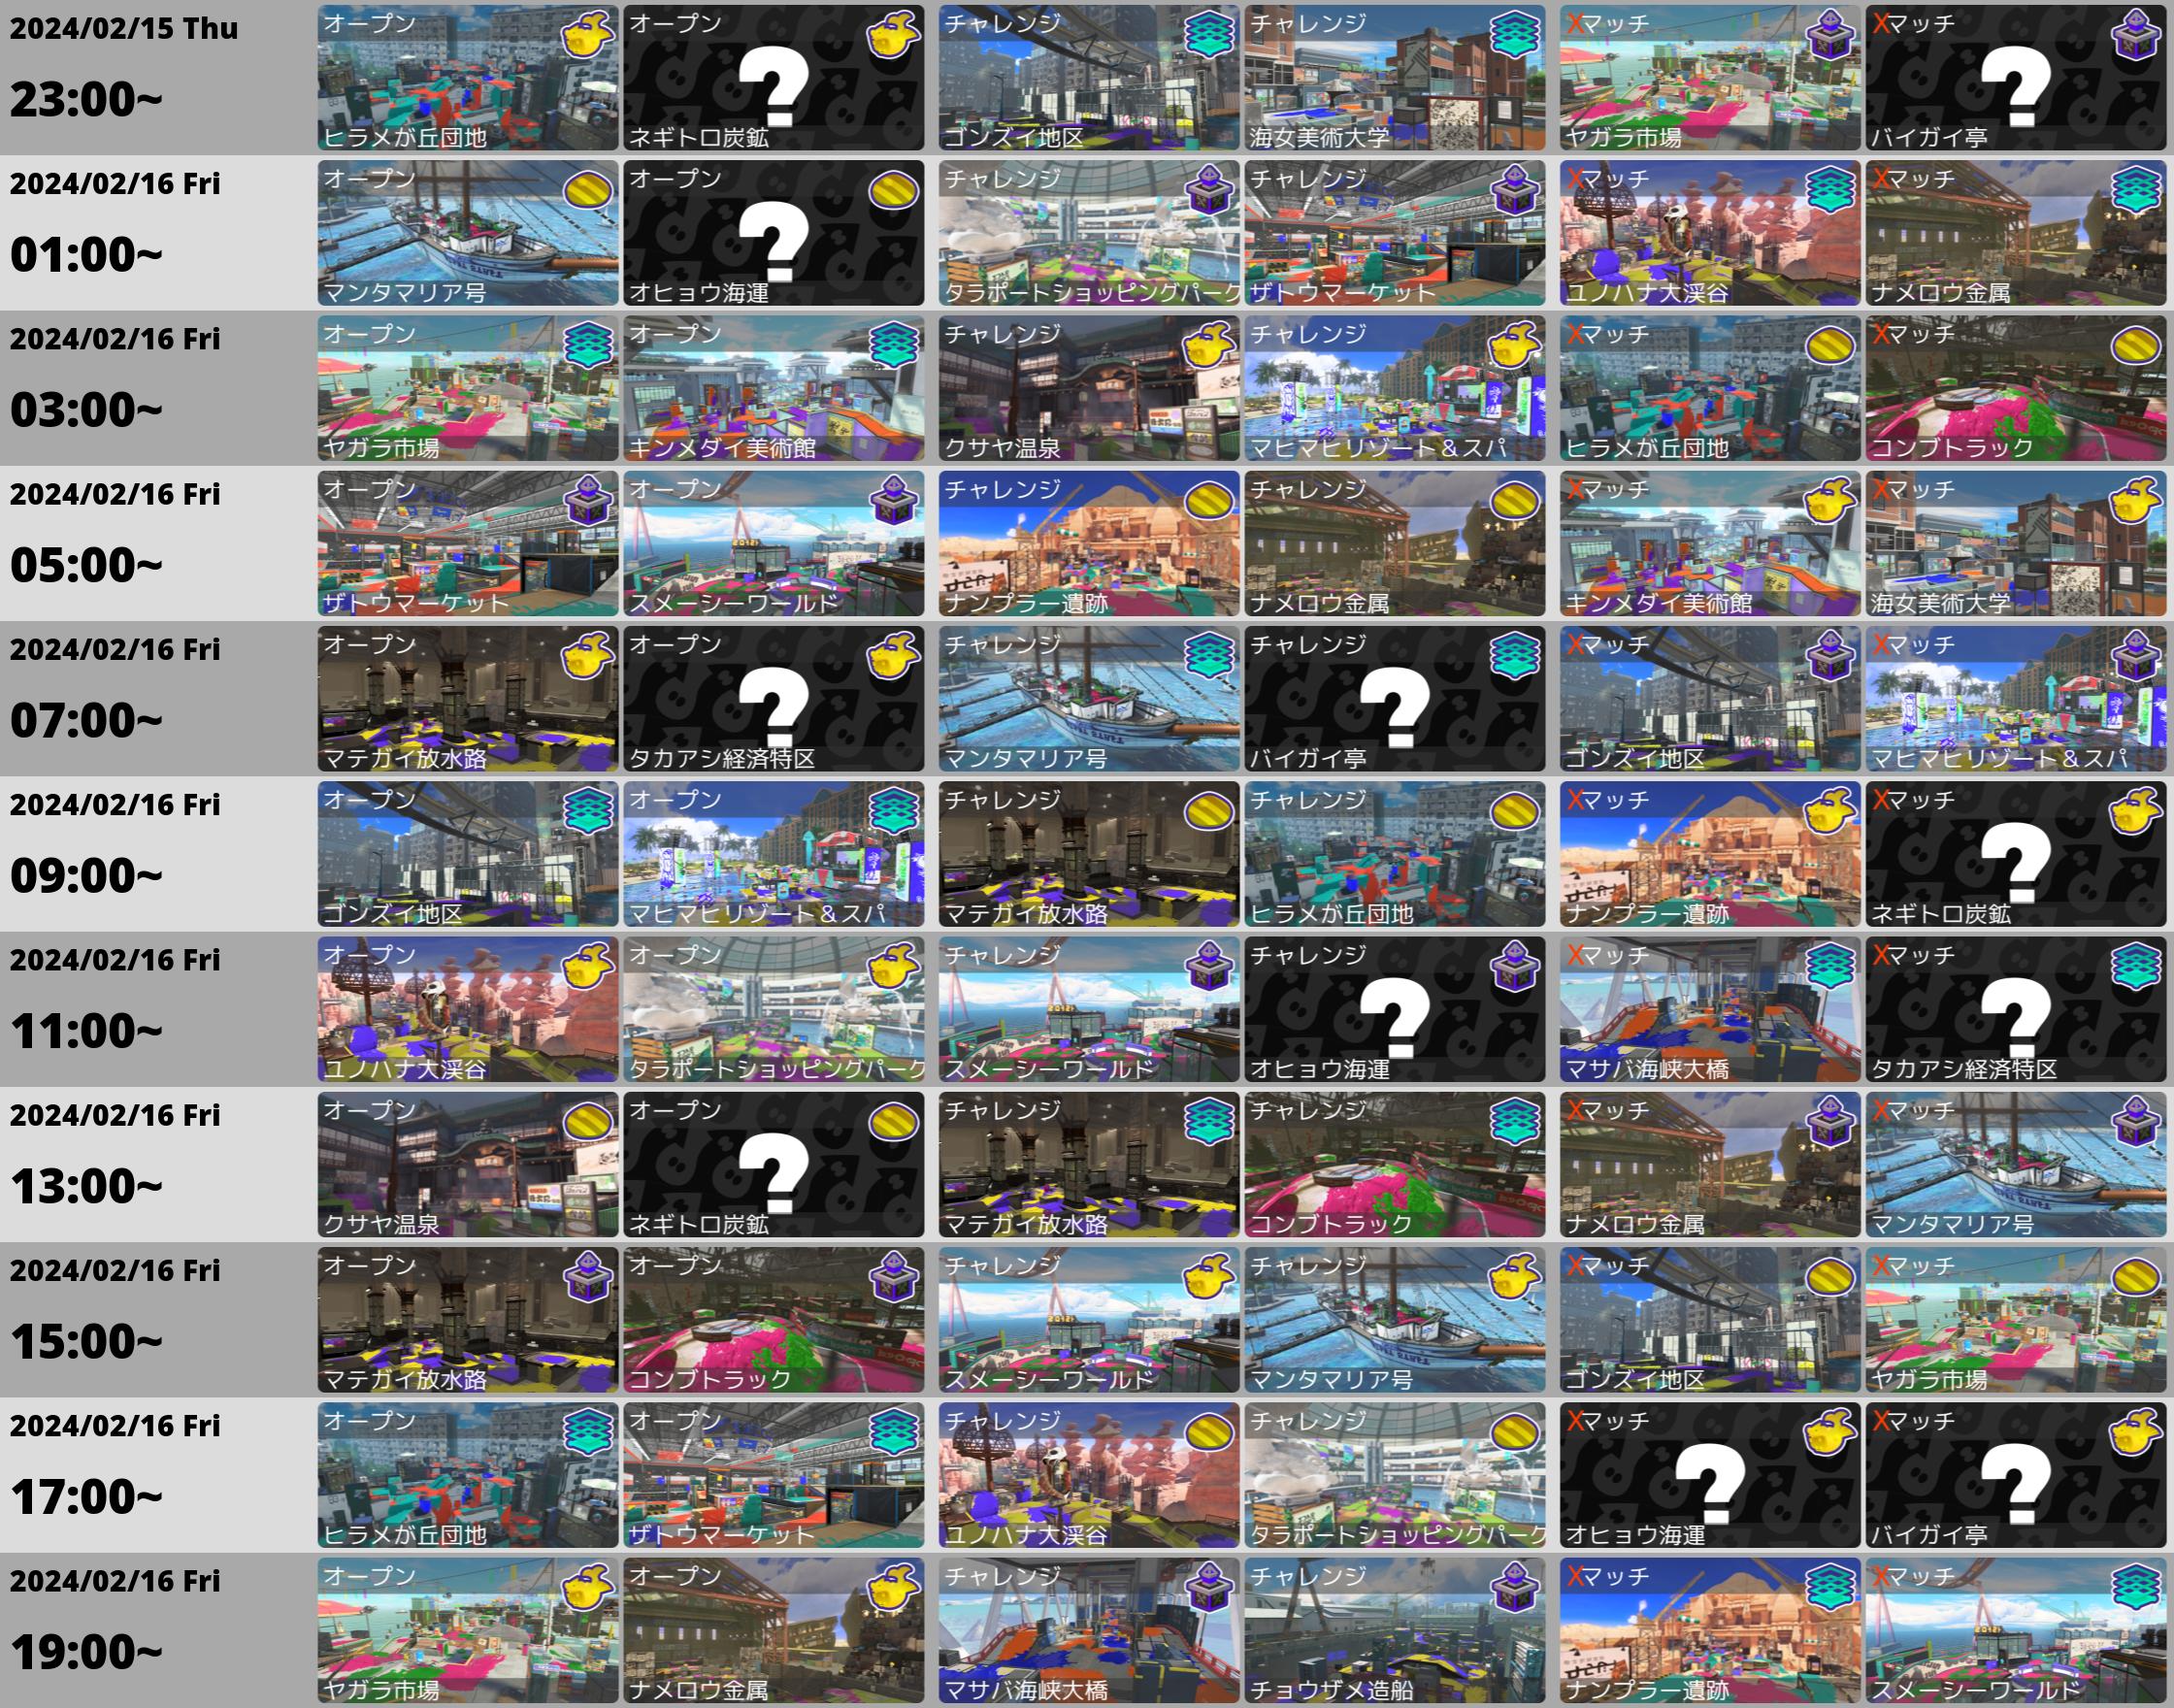 2024/02/15 Thu
23:00~
オープン
ヒラメが丘団地
オープン
ネギトロ炭鉱
チャレンジ
ゴンズイ地区
チャレンジ
海女美術大学
Xマッチ
ヤガラ市場
Xマッチ
バイガイ亭
2024/02/16 Fri
01:00~
オープン
マンタマリア号
オープン
オヒョウ海運
チャレンジ
タラポートショッピングパーク
チャレンジ
ザトウマーケット
Xマッチ
ユノハナ大渓谷
Xマッチ
ナメロウ金属
2024/02/16 Fri
03:00~
オープン
ヤガラ市場
オープン
キンメダイ美術館
チャレンジ
クサヤ温泉
チャレンジ
マヒマヒリゾート&スパ
Xマッチ
ヒラメが丘団地
Xマッチ
コンブトラック
2024/02/16 Fri
05:00~
オープン
ザトウマーケット
オープン
スメーシーワールド
チャレンジ
ナンプラー遺跡
チャレンジ
ナメロウ金属
Xマッチ
キンメダイ美術館
Xマッチ
海女美術大学
2024/02/16 Fri
07:00~
オープン
マテガイ放水路
オープン
タカアシ経済特区
チャレンジ
マンタマリア号
チャレンジ
バイガイ亭
Xマッチ
ゴンズイ地区
Xマッチ
マヒマヒリゾート&スパ
2024/02/16 Fri
09:00~
オープン
ゴンズイ地区
オープン
マヒマヒリゾート&スパ
チャレンジ
マテガイ放水路
チャレンジ
ヒラメが丘団地
Xマッチ
ナンプラー遺跡
Xマッチ
ネギトロ炭鉱
2024/02/16 Fri
11:00~
オープン
ユノハナ大渓谷
オープン
タラポートショッピングパーク
チャレンジ
スメーシーワールド
チャレンジ
オヒョウ海運
Xマッチ
マサバ海峡大橋
Xマッチ
タカアシ経済特区
2024/02/16 Fri
13:00~
オープン
クサヤ温泉
オープン
ネギトロ炭鉱
チャレンジ
マテガイ放水路
チャレンジ
コンブトラック
Xマッチ
ナメロウ金属
Xマッチ
マンタマリア号
2024/02/16 Fri
15:00~
オープン
マテガイ放水路
オープン
コンブトラック
チャレンジ
スメーシーワールド
チャレンジ
マンタマリア号
Xマッチ
ゴンズイ地区
Xマッチ
ヤガラ市場
2024/02/16 Fri
17:00~
オープン
ヒラメが丘団地
オープン
ザトウマーケット
チャレンジ
ユノハナ大渓谷
チャレンジ
タラポートショッピングパーク
Xマッチ
オヒョウ海運
Xマッチ
バイガイ亭
2024/02/16 Fri
19:00~
オープン
ヤガラ市場
オープン
ナメロウ金属
チャレンジ
マサバ海峡大橋
チャレンジ
チョウザメ造船
Xマッチ
ナンプラー遺跡
Xマッチ
スメーシーワールド